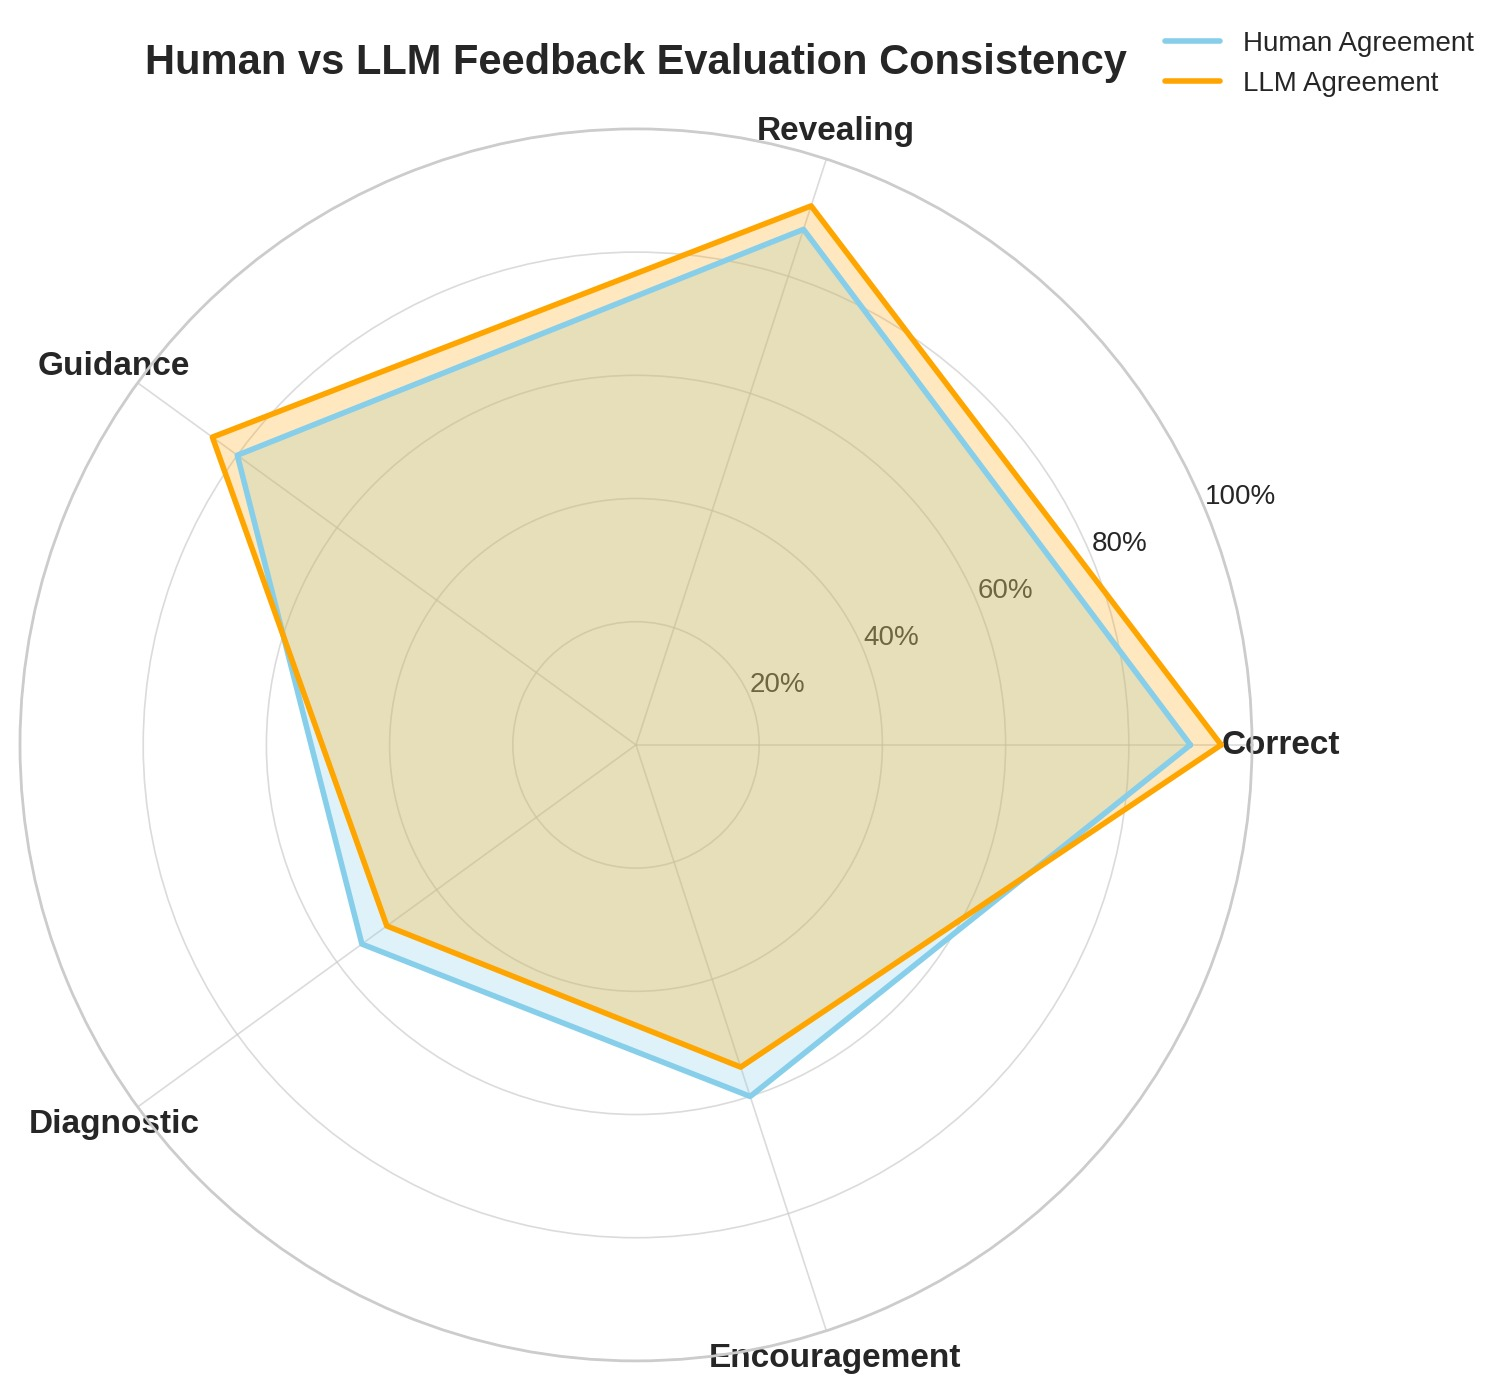 Human vs LLM Feedback Evaluation Consistency
Human Agreement
LLM Agreement
Revealing
Guidance
100%
80%
60%
40%
20%
Correct
Diagnostic
Encouragement